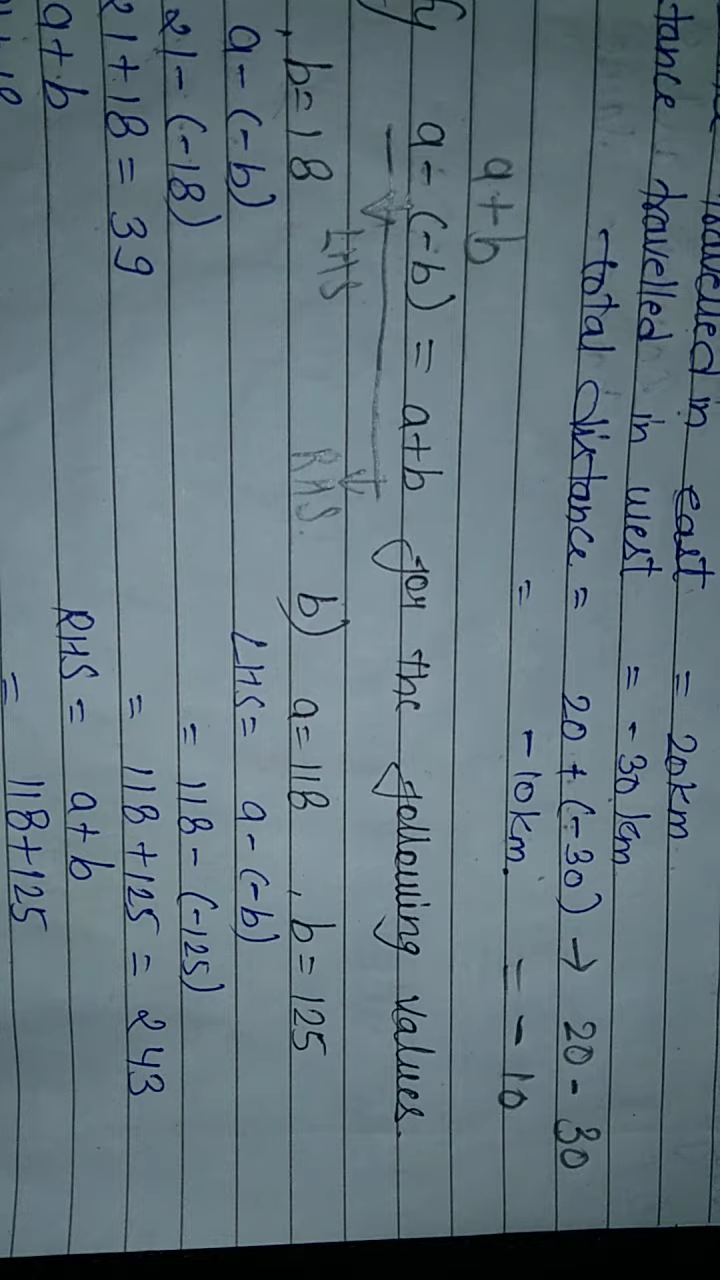 travelled in east = 20km
tance travelled in west = -30 km
total distance = 20 + (-30) → 20 - 30
= -10km. = -10
a+b
fy a-(-b) = a+b for the following values.
LHS RHS.
, b=18 b) a=118 , b=125
a-(-b) LHS= a-(-b)
21-(-18) = 118-(-125)
21+18=39 = 118+125 = 243
a+b RHS= a+b
= 118+125